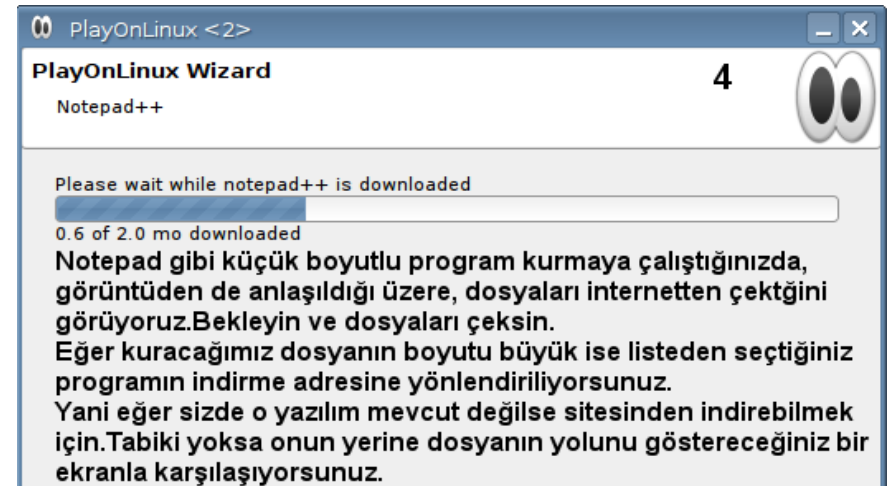 PlayOnLinux <2>
PlayOnLinux Wizard
4
Notepad++
Please wait while notepad++ is downloaded
0.6 of 2.0 mo downloaded
Notepad gibi küçük boyutlu program kurmaya çalıştığınızda,
görüntüden de anlaşıldığı üzere, dosyaları internetten çektğini
görüyoruz.Bekleyin ve dosyaları çeksin.
Eğer kuracağımız dosyanın boyutu büyük ise listeden seçtiğiniz
programın indirme adresine yönlendiriliyorsunuz.
Yani eğer sizde o yazılım mevcut değilse sitesinden indirebilmek
için.Tabiki yoksa onun yerine dosyanın yolunu göstereceğiniz bir
ekranla karşılaşıyorsunuz.